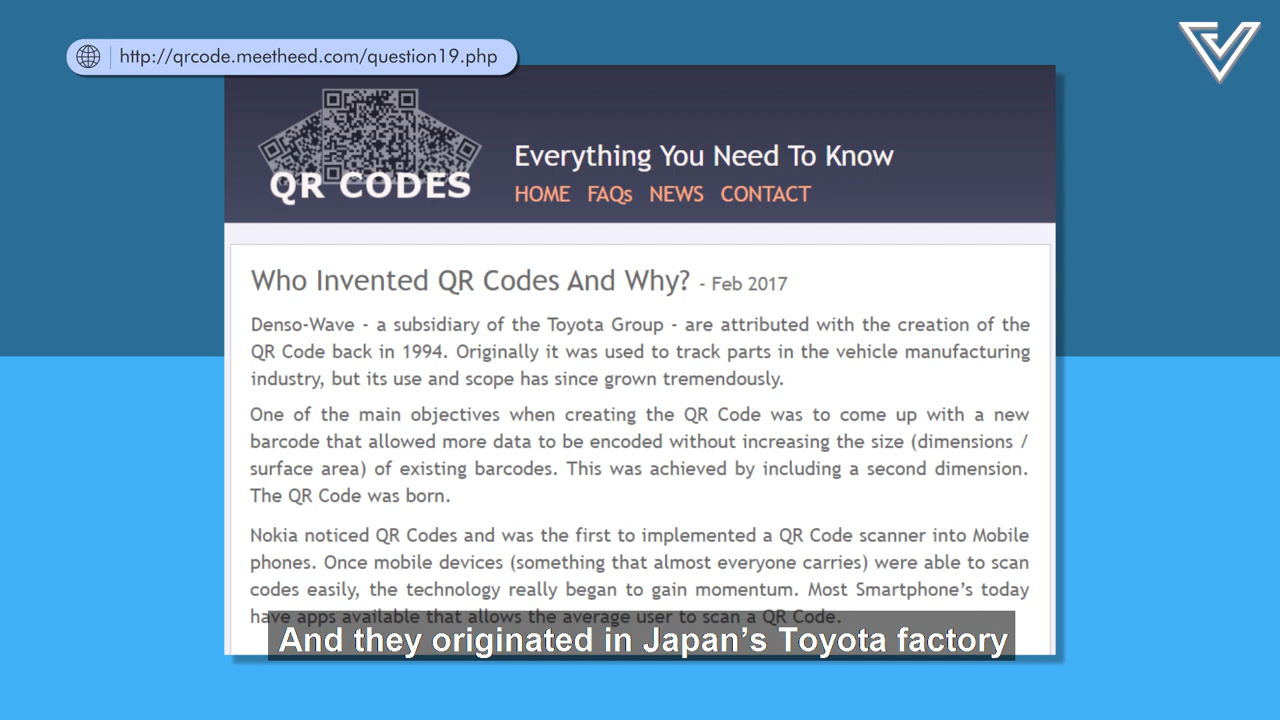 http://qrcode.meetheed.com/question19.php
QR CODES
Everything You Need To Know
HOME FAQs NEWS CONTACT
Who Invented QR Codes And Why? - Feb 2017
Denso-Wave - a subsidiary of the Toyota Group - are attributed with the creation of the
QR Code back in 1994. Originally it was used to track parts in the vehicle manufacturing
industry, but its use and scope has since grown tremendously.
One of the main objectives when creating the QR Code was to come up with a new
barcode that allowed more data to be encoded without increasing the size (dimensions /
surface area) of existing barcodes. This was achieved by including a second dimension.
The QR Code was born.
Nokia noticed QR Codes and was the first to implemented a QR Code scanner into Mobile
phones. Once mobile devices (something that almost everyone carries) were able to scan
codes easily, the technology really began to gain momentum. Most Smartphone's today
have apps available that allows the average user to scan a QR Code.
And they originated in Japan's Toyota factory